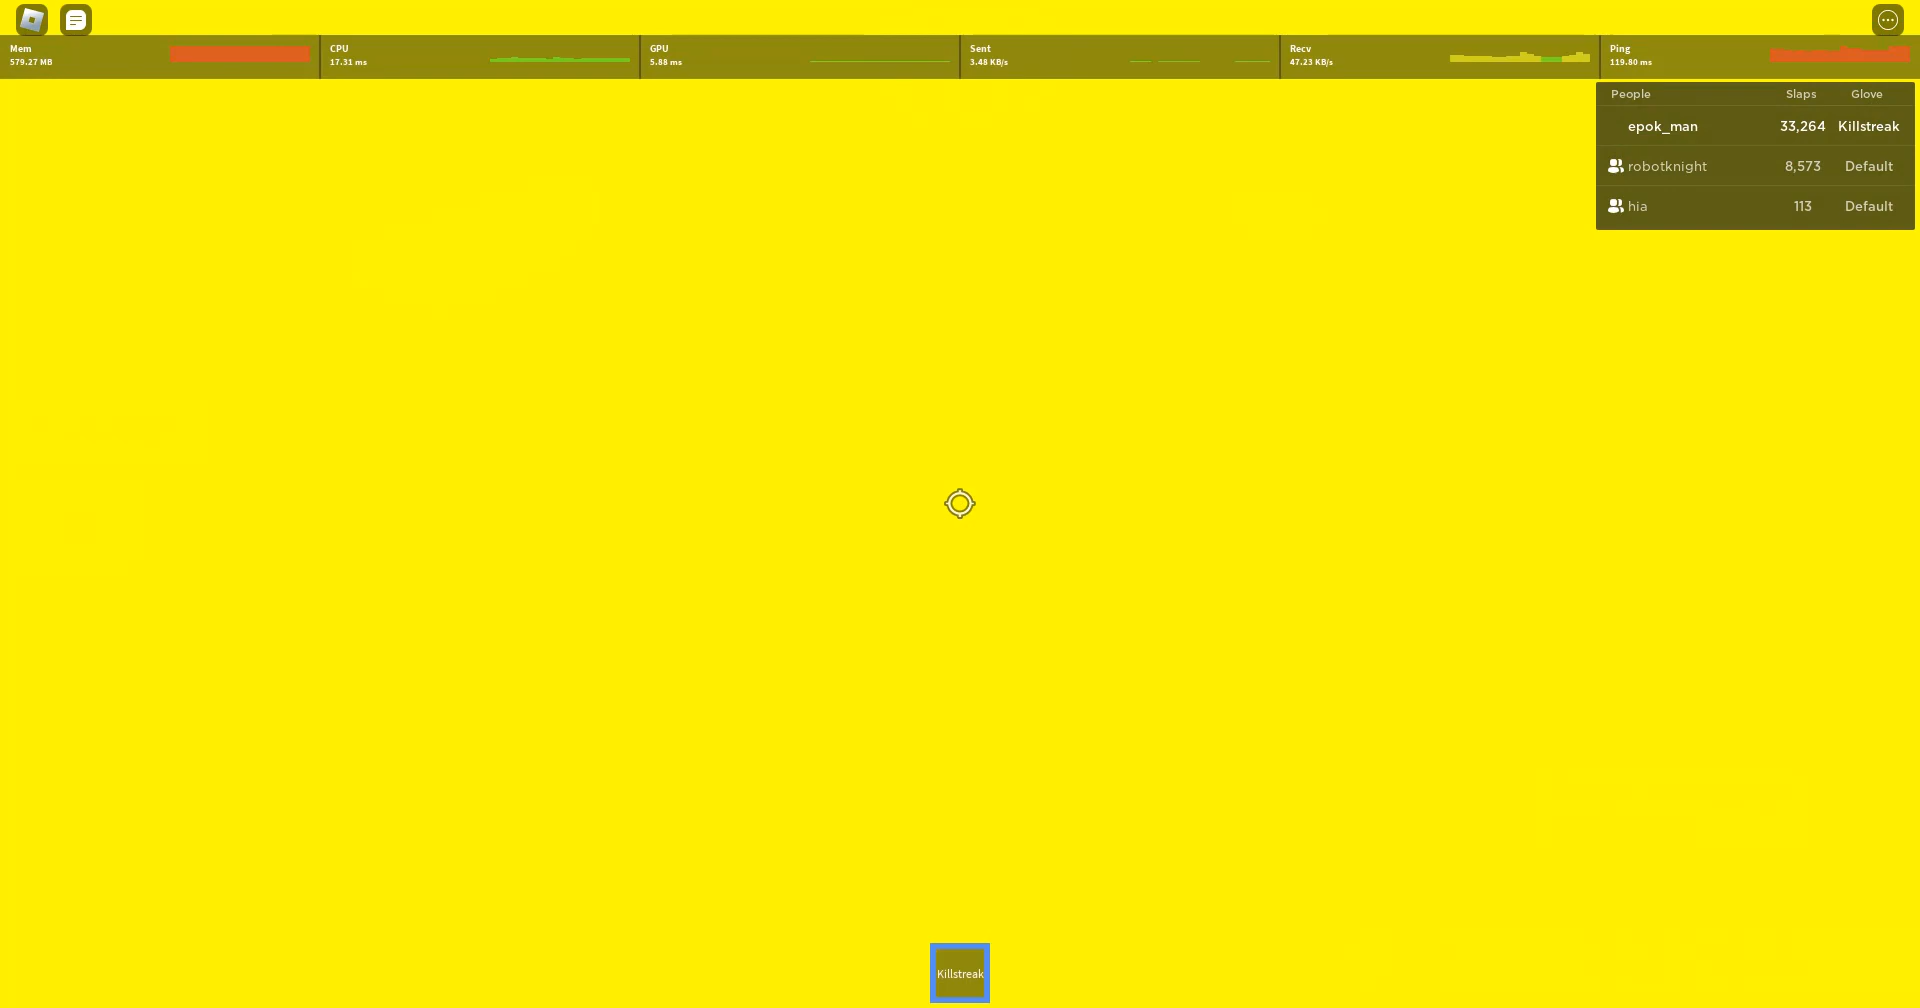 Mem CPU GPU Sent Recv Ping
579.27 MB 17.31 ms 5.88 ms 3.48 KB/s 47.23 KB/s 119.80 ms
People Slaps Glove
epok_man 33,264 Killstreak
robotknight 8,573 Default
hia 113 Default
Killstreak